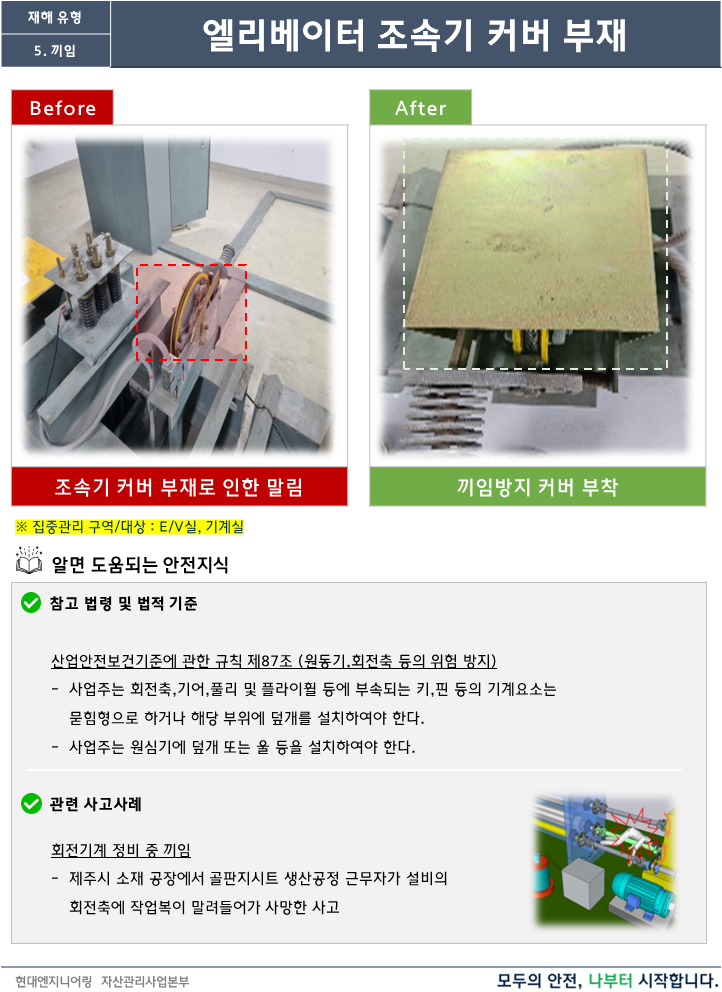 재해 유형
5. 끼임
엘리베이터 조속기 커버 부재
Before
After
조속기 커버 부재로 인한 말림
끼임방지 커버 부착
※ 집중관리 구역/대상 : E/V실, 기계실
알면 도움되는 안전지식
참고 법령 및 법적 기준
산업안전보건기준에 관한 규칙 제87조 (원동기,회전축 등의 위험 방지)
- 사업주는 회전축,기어,풀리 및 플라이휠 등에 부속되는 키,핀 등의 기계요소는
묻힘형으로 하거나 해당 부위에 덮개를 설치하여야 한다.
- 사업주는 원심기에 덮개 또는 울 등을 설치하여야 한다.
관련 사고사례
회전기계 정비 중 끼임
- 제주시 소재 공장에서 골판지시트 생산공정 근무자가 설비의
회전축에 작업복이 말려들어가 사망한 사고
현대엔지니어링 자산관리사업본부
모두의 안전, 나부터 시작합니다.